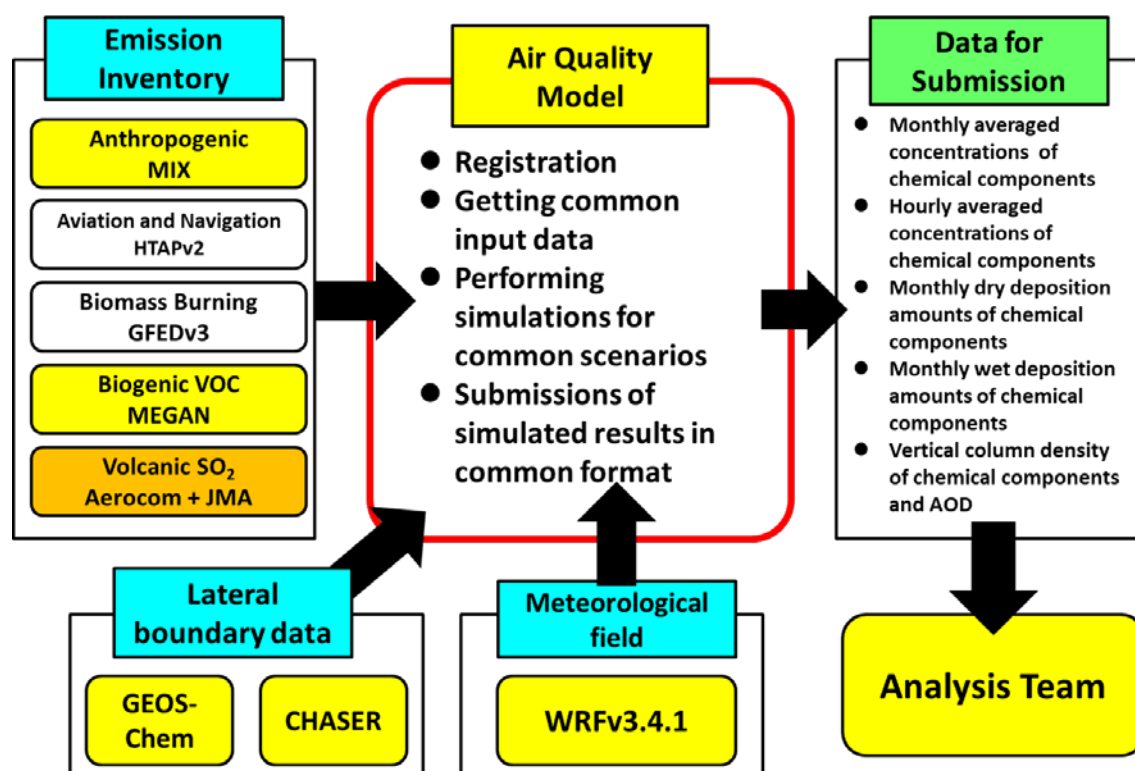 Emission
Inventory
Anthropogenic
MIX
Aviation and Navigation
HTAPv2
Biomass Burning
GFEDv3
Biogenic VOC
MEGAN
Volcanic SO₂
Aerocom + JMA
Air Quality
Model
● Registration
● Getting common
input data
● Performing
simulations for
common scenarios
● Submissions of
simulated results in
common format
Data for
Submission
● Monthly averaged
concentrations of
chemical components
● Hourly averaged
concentrations of
chemical components
● Monthly dry deposition
amounts of chemical
components
● Monthly wet deposition
amounts of chemical
components
● Vertical column density
of chemical components
and AOD
Lateral
boundary data
GEOS-
Chem
CHASER
Meteorological
field
WRFv3.4.1
Analysis Team